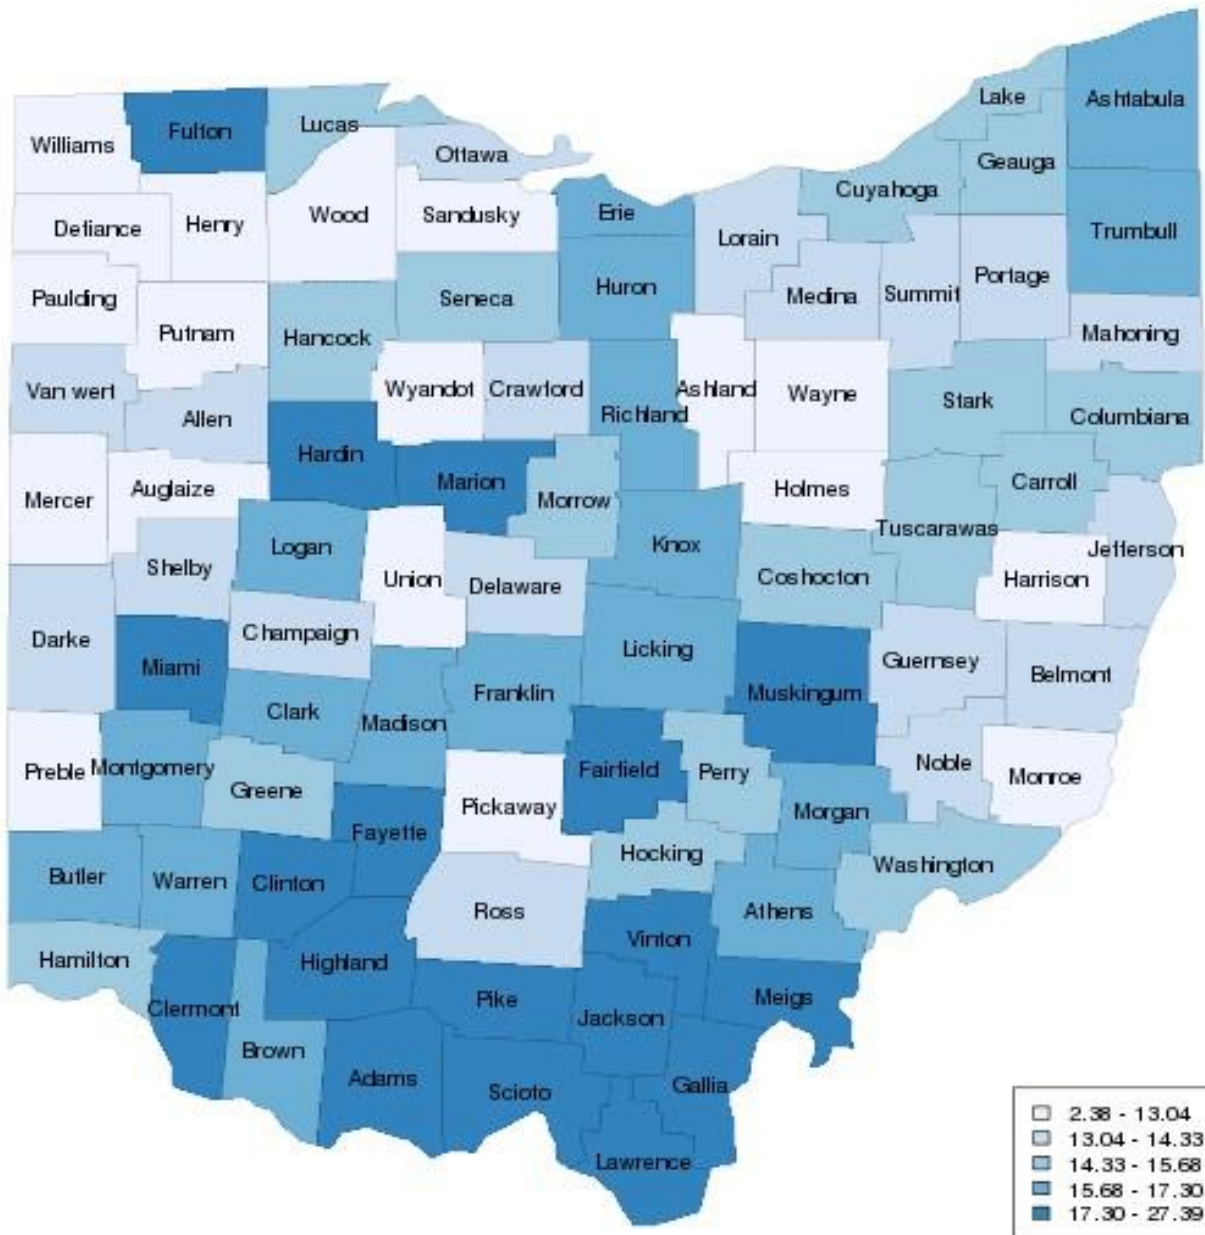 Lake
Ashtabula
Fulton
Lucas
Williams
Ottawa
Geauga
Cuyahoga
Wood
Sandusky
Erie
Henry
Defiance
Lorain
Trumbull
Portage
Huron
Paulding
Seneca
Medina
Summit
Putnam
Hancock
Mahoning
Van wert
Wyandot
Crawford
Ashland
Wayne
Stark
Allen
Richland
Columbiana
Hardin
Marion
Carroll
Auglaize
Holmes
Mercer
Morrow
Tuscarawas
Logan
Knox
Jefferson
Shelby
Union
Delaware
Coshocton
Harrison
Champaign
Darke
Licking
Guernsey
Miami
Belmont
Franklin
Muskingum
Clark
Madison
Noble
Preble
Montgomery
Fairfield
Perry
Monroe
Greene
Pickaway
Morgan
Fayette
Hocking
Washington
Butler
Warren
Clinton
Ross
Athens
Vinton
Hamilton
Highland
Pike
Meigs
Clermont
Jackson
Brown
Adams
Scioto
Gallia
Lawrence
2.38 - 13.04
13.04 - 14.33
14.33 - 15.68
15.68 - 17.30
17.30 - 27.39